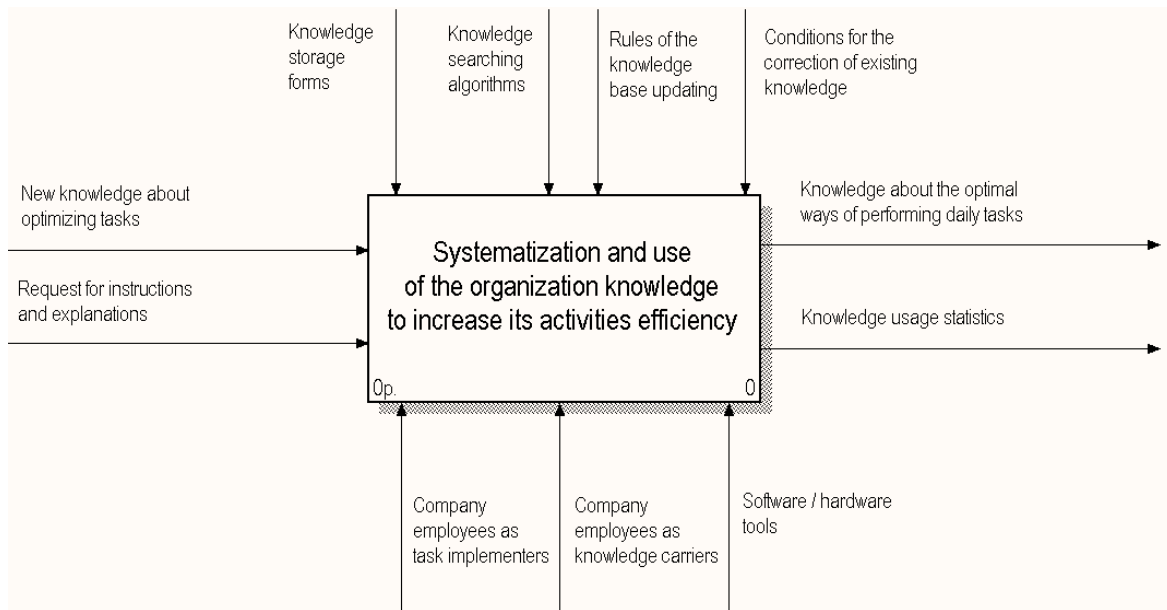 Knowledge
storage
forms
Knowledge
searching
algorithms
Rules of the
knowledge
base updating
Conditions for the
correction of existing
knowledge
New knowledge about
optimizing tasks
Request for instructions
and explanations
Systematization and use
of the organization knowledge
to increase its activities efficiency
0р.
0
Knowledge about the optimal
ways of performing daily tasks
Knowledge usage statistics
Company
employees as
task implementers
Company
employees as
knowledge carriers
Software / hardware
tools